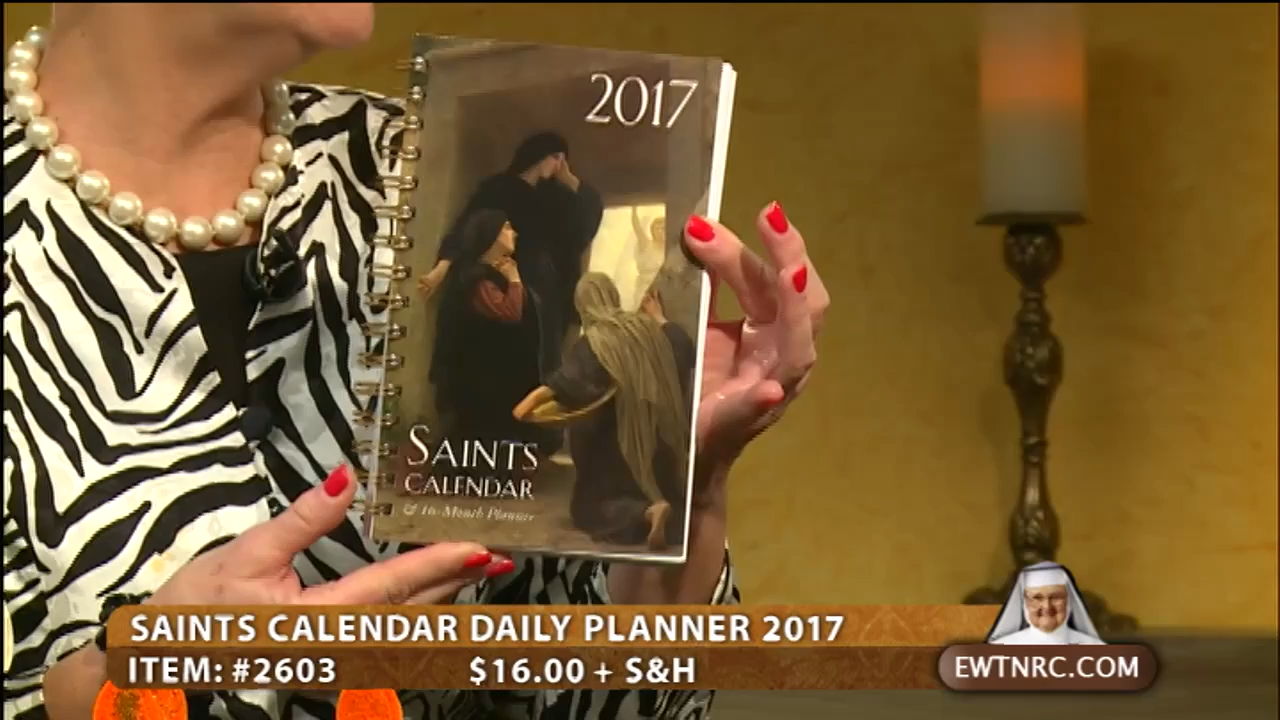 2017
SAINTS
CALENDAR
& 16-Month Planner
SAINTS CALENDAR DAILY PLANNER 2017
ITEM: #2603 $16.00 + S&H
EWTNRC.COM